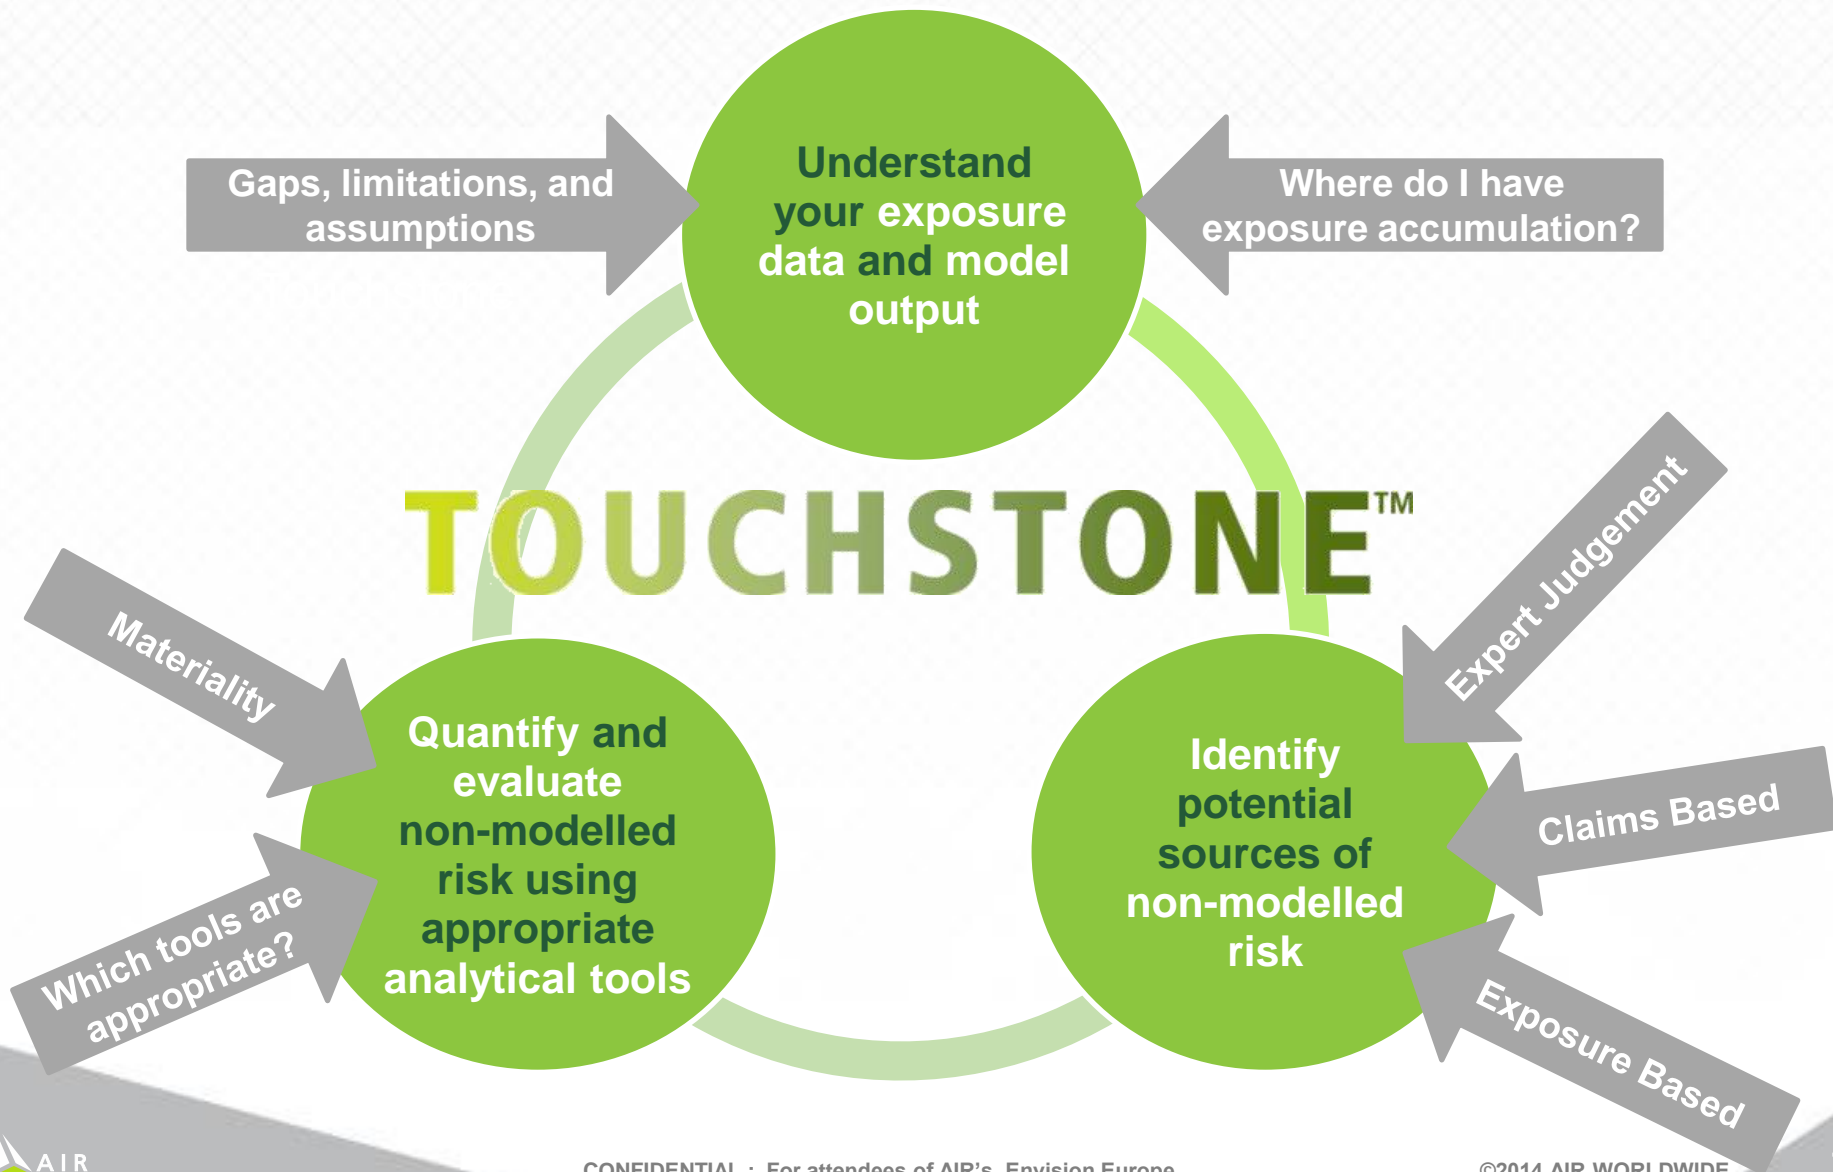 Understand
your exposure
data and model
output
Gaps, limitations, and
assumptions
Where do I have
exposure accumulation?
TOUCHSTONE™
Materiality
Which tools are
appropriate?
Quantify and
evaluate
non-modelled
risk using
appropriate
analytical tools
Identify
potential
sources of
non-modelled
risk
Expert Judgement
Claims Based
Exposure Based
AIR
CONFIDENTIAL : For attendees of AIR's Envision Europe
©2014 AIR WORLDWIDE